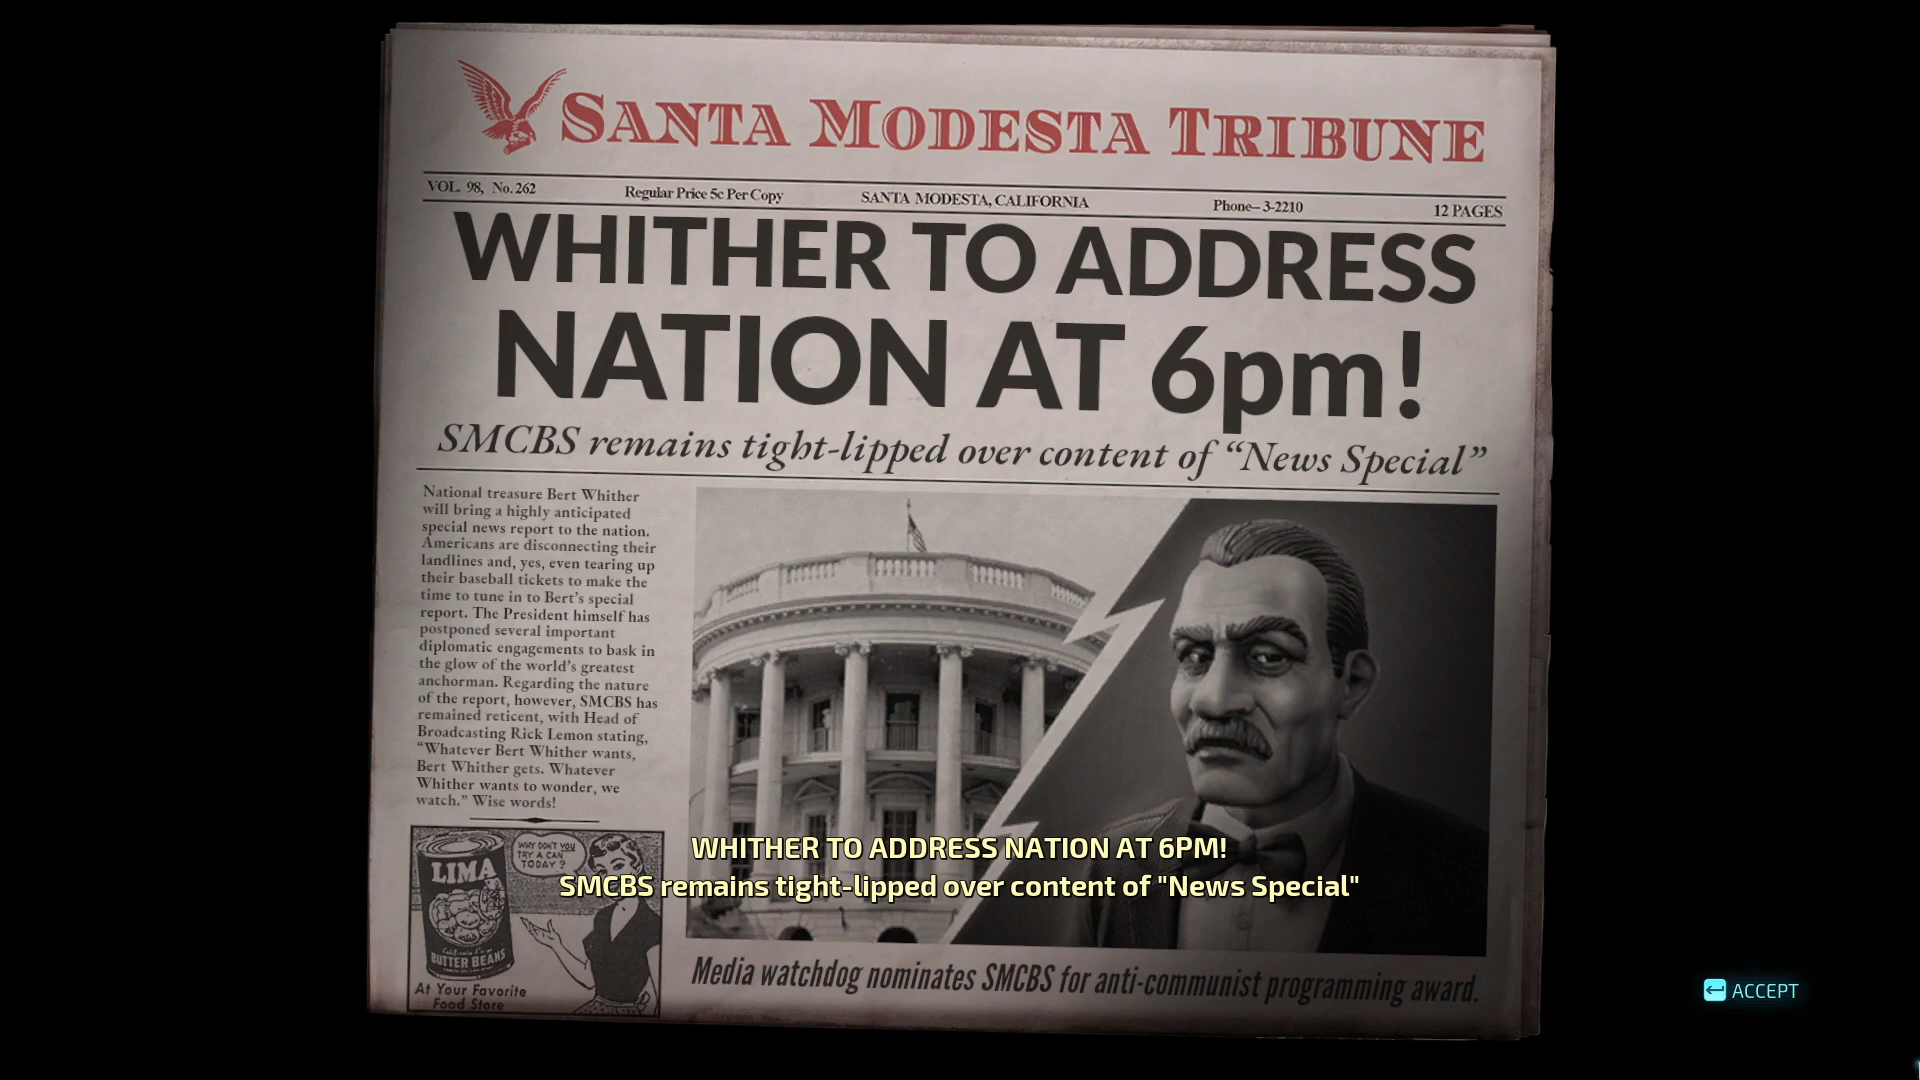 SANTA MODESTA TRIBUNE
VOL. 98, No. 262 Regular Price 5c Per Copy SANTA MODESTA, CALIFORNIA Phone–3-2210 12 PAGES
WHITHER TO ADDRESS
NATION AT 6pm!
SMCBS remains tight-lipped over content of “News Special”
National treasure Bert Whither
will bring a highly anticipated
special news report to the nation.
Americans are disconnecting their
landlines and, yes, even tearing up
their baseball tickets to make the
time to tune in to Bert’s special
report. The President himself has
postponed several important
diplomatic engagements to bask in
the glow of the world’s greatest
anchorman. Regarding the nature
of the report, however, SMCBS has
remained reticent, with Head of
Broadcasting Rick Lemon stating,
“Whatever Bert Whither wants,
Bert Whither gets. Whatever
Whither wants to wonder, we
watch.” Wise words!
WHY DON'T YOU
TRY A CAN
TODAY?
LIMA
BUTTER BEANS
At Your Favorite
Food Store
WHITHER TO ADDRESS NATION AT 6PM!
SMCBS remains tight-lipped over content of "News Special"
Media watchdog nominates SMCBS for anti-communist programming award.
ACCEPT